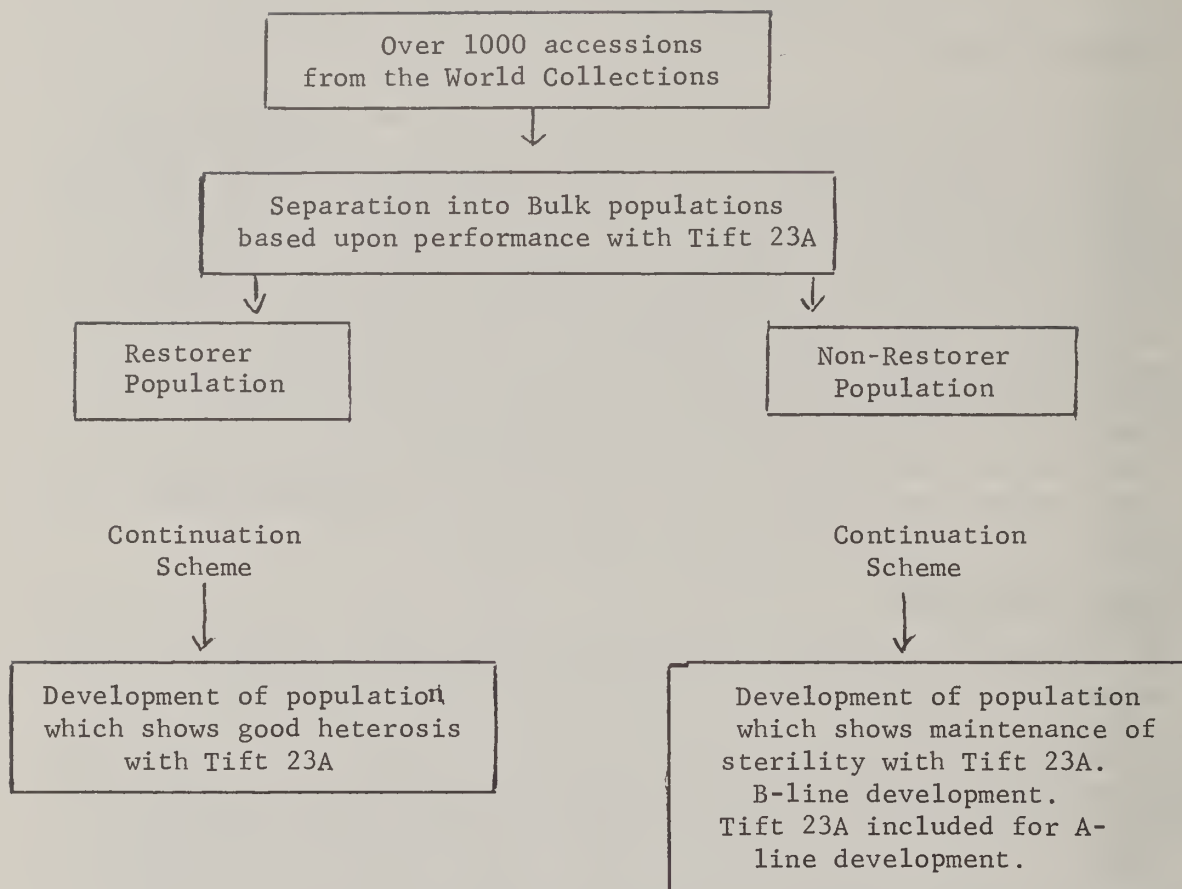 Over 1000 accessions
from the World Collections
Separation into Bulk populations
based upon performance with Tift 23A
Restorer
Population
Non-Restorer
Population
Continuation
Scheme
Continuation
Scheme
Development of population
which shows good heterosis
with Tift 23A
Development of population
which shows maintenance of
sterility with Tift 23A.
B-line development.
Tift 23A included for A-
line development.